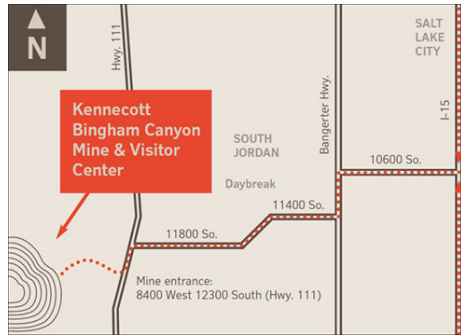 N
Hwy. 111
Kennecott
Bingham Canyon
Mine & Visitor
Center
SOUTH
JORDAN
Daybreak
Bangerter Hwy.
SALT
LAKE
CITY
I-15
10600 So.
11400 So.
11800 So.
Mine entrance:
8400 West 12300 South (Hwy. 111)